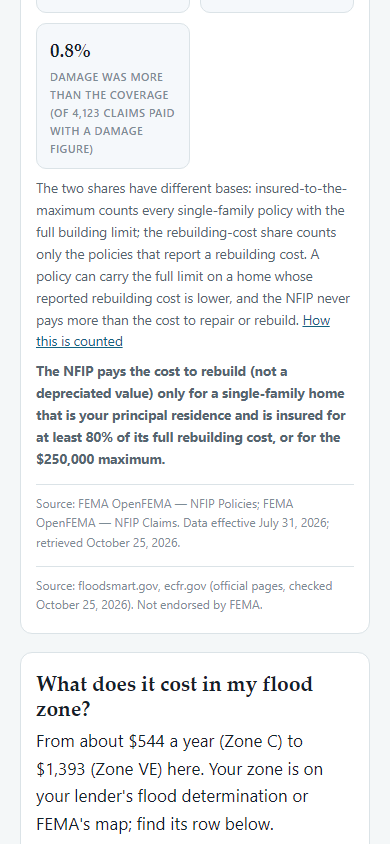 0.8%
DAMAGE WAS MORE
THAN THE COVERAGE
(OF 4,123 CLAIMS PAID
WITH A DAMAGE
FIGURE)
The two shares have different bases: insured-to-the-
maximum counts every single-family policy with the
full building limit; the rebuilding-cost share counts
only the policies that report a rebuilding cost. A
policy can carry the full limit on a home whose
reported rebuilding cost is lower, and the NFIP never
pays more than the cost to repair or rebuild. How
this is counted
The NFIP pays the cost to rebuild (not a
depreciated value) only for a single-family home
that is your principal residence and is insured for
at least 80% of its full rebuilding cost, or for the
$250,000 maximum.
Source: FEMA OpenFEMA — NFIP Policies; FEMA
OpenFEMA — NFIP Claims. Data effective July 31, 2026;
retrieved October 25, 2026.
Source: floodsmart.gov, ecfr.gov (official pages, checked
October 25, 2026). Not endorsed by FEMA.
What does it cost in my flood
zone?
From about $544 a year (Zone C) to
$1,393 (Zone VE) here. Your zone is on
your lender's flood determination or
FEMA's map; find its row below.